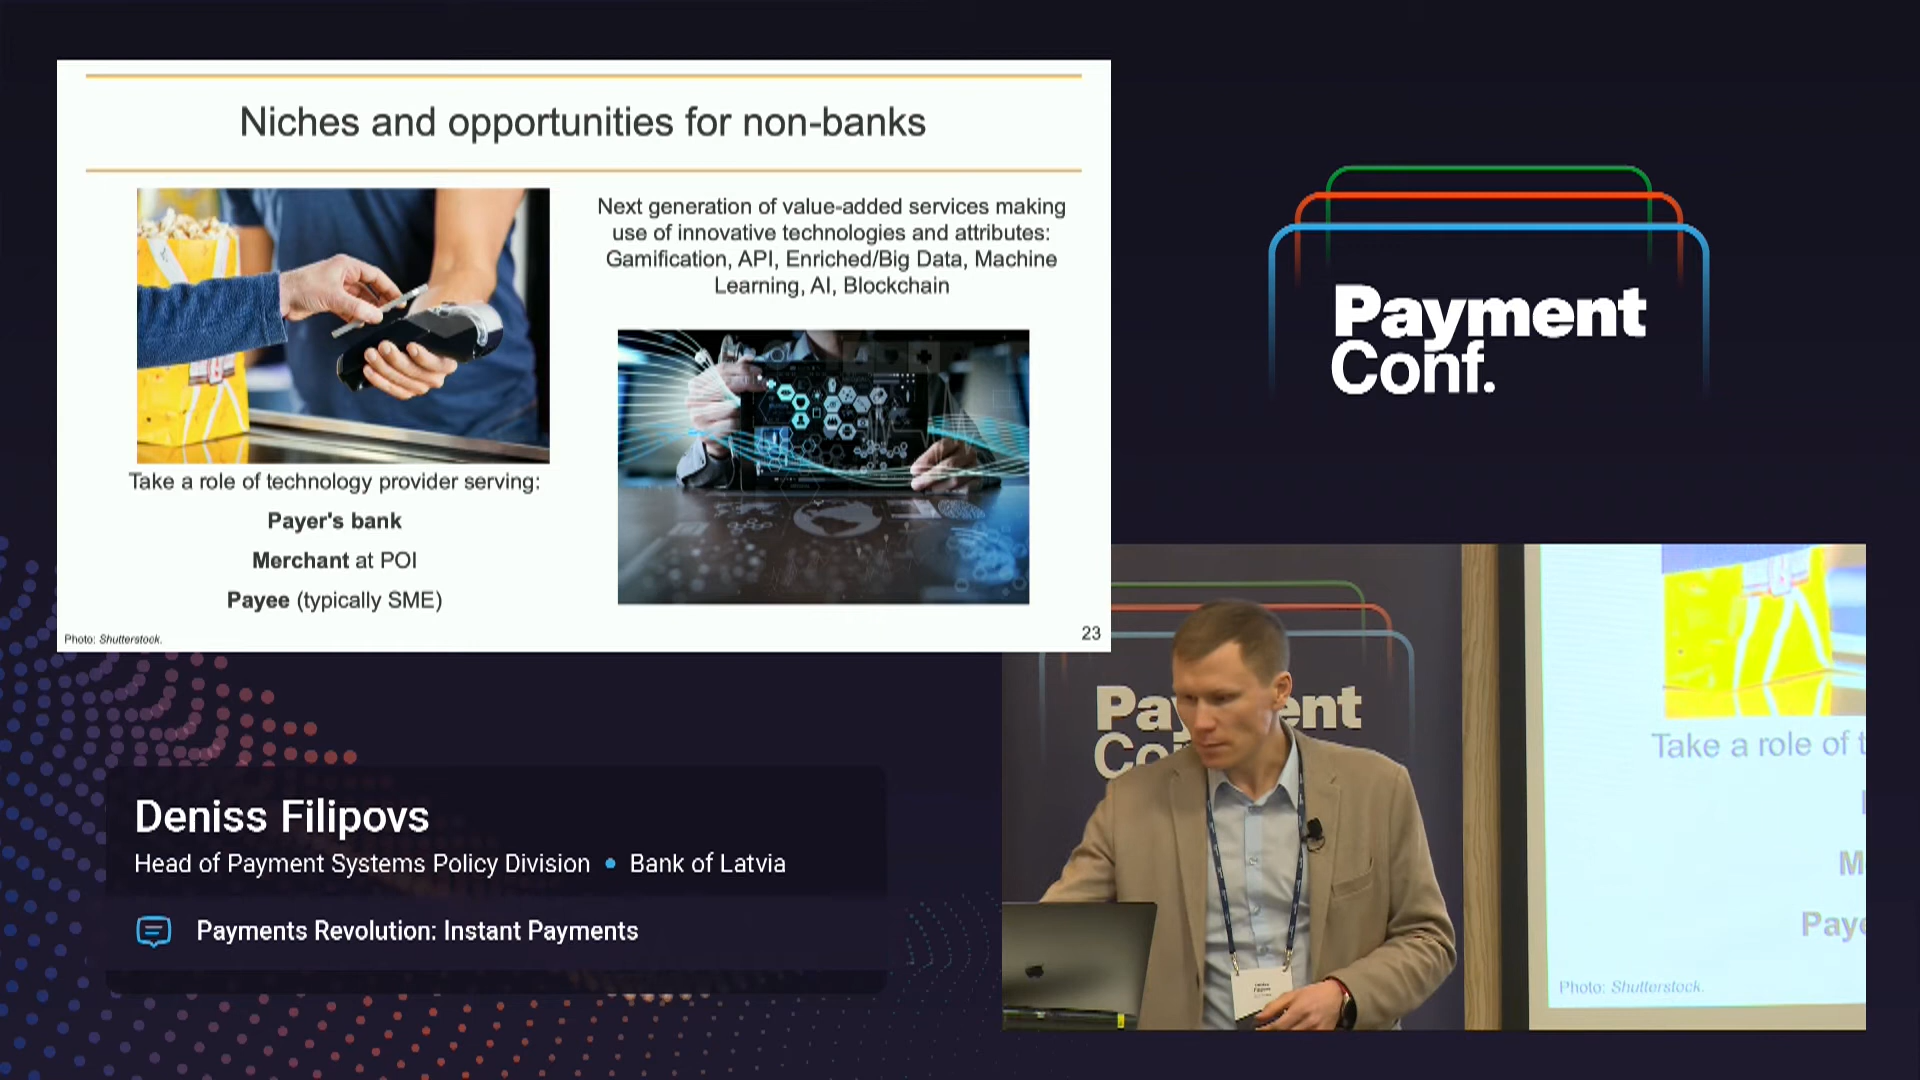 Niches and opportunities for non-banks
Next generation of value-added services making
use of innovative technologies and attributes:
Gamification, API, Enriched/Big Data, Machine
Learning, AI, Blockchain
Take a role of technology provider serving:
Payer's bank
Merchant at POI
Payee (typically SME)
Photo: Shutterstock.
23
Payment
Conf.
Deniss Filipovs
Head of Payment Systems Policy Division • Bank of Latvia
Payments Revolution: Instant Payments
Take a role of t
M
Paye
Photo: Shutterstock.